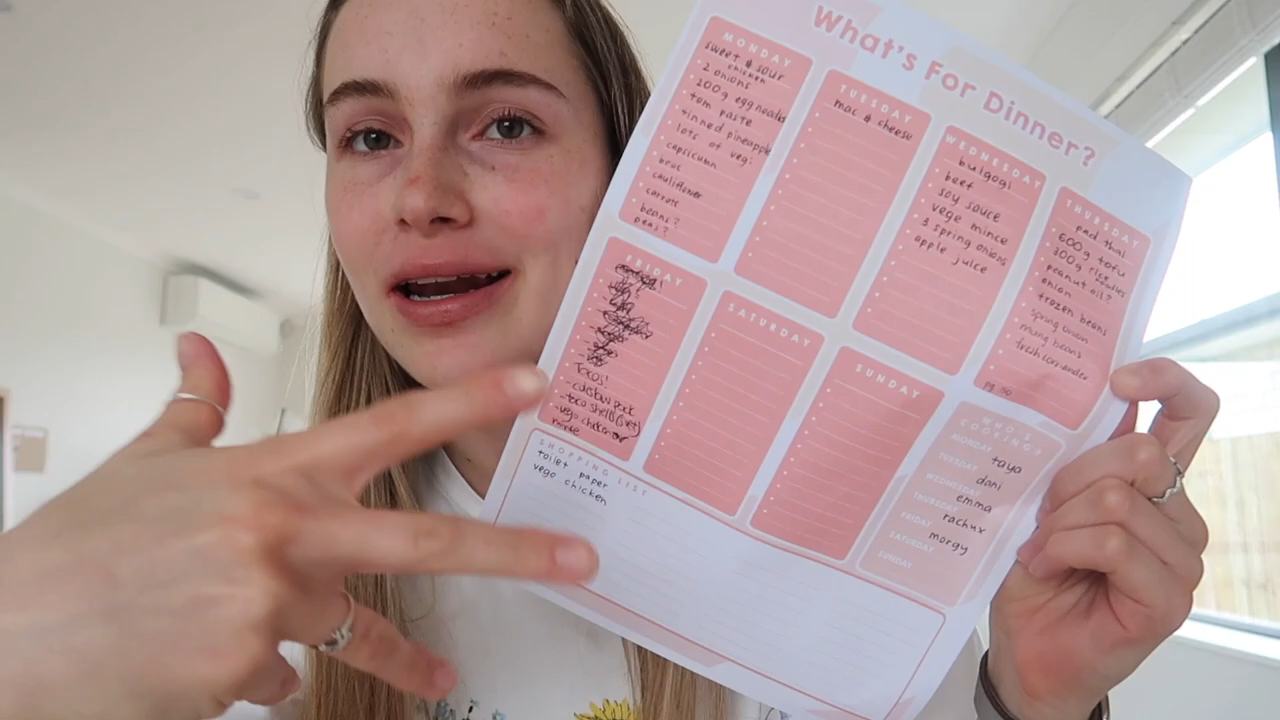 What's For Dinner?
MONDAY
sweet & sour
chicken
2 onions
200g egg noodles
tom paste
tinned pineapple
lots of veg:
capsicum
broc
cauliflower
carrots
beans?
peas?
TUESDAY
mac & cheese
WEDNESDAY
bulgogi
beef
soy sauce
vege mince
3 spring onions
apple juice
THURSDAY
pad thai
600g tofu
300g rice noodles
peanut oil?
onion
frozen beans
spring onion
mung beans
fresh coriander
FRIDAY
Tacos!
- coleslaw pack
- taco shells
- vego chicken or
mince
SATURDAY
SUNDAY
WHO'S
COOKING?
MONDAY taya
TUESDAY dani
WEDNESDAY emma
THURSDAY rachux
FRIDAY morgy
SATURDAY
SUNDAY
SHOPPING LIST
toilet paper
vego chicken